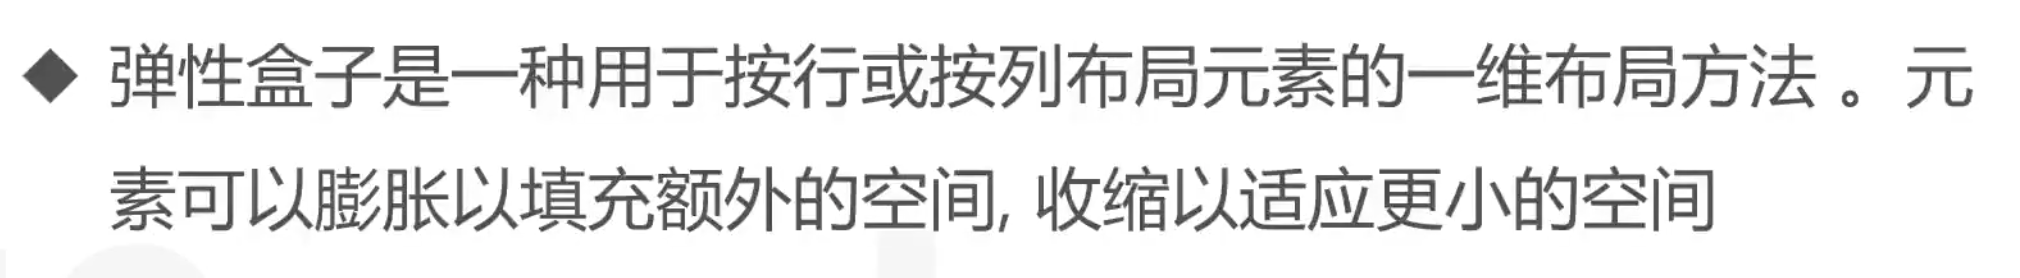 ◆ 弹性盒子是一种用于按行或按列布局元素的一维布局方法 。元
素可以膨胀以填充额外的空间, 收缩以适应更小的空间